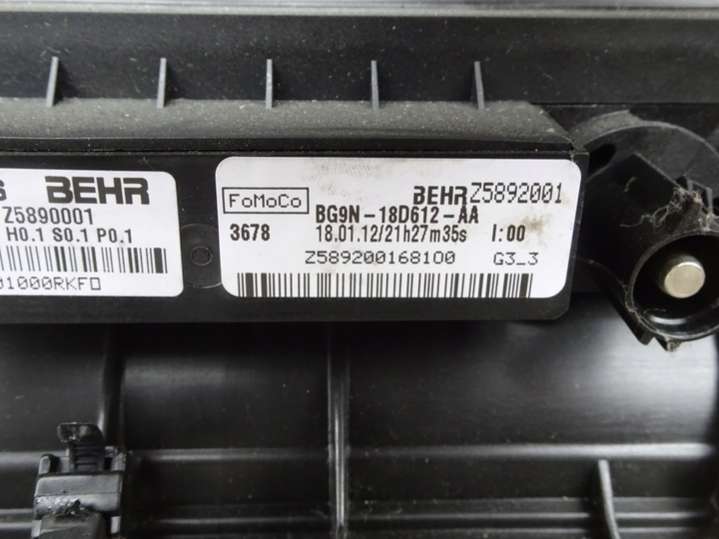 S BEHR
Z5890001
H0.1 S0.1 P0.1
01000RKF
FoMoCo
BEHR Z5892001
BG9N-18D612-AA
3678
18.01.12/21h27m35s I:00
Z589200168100 G3_3